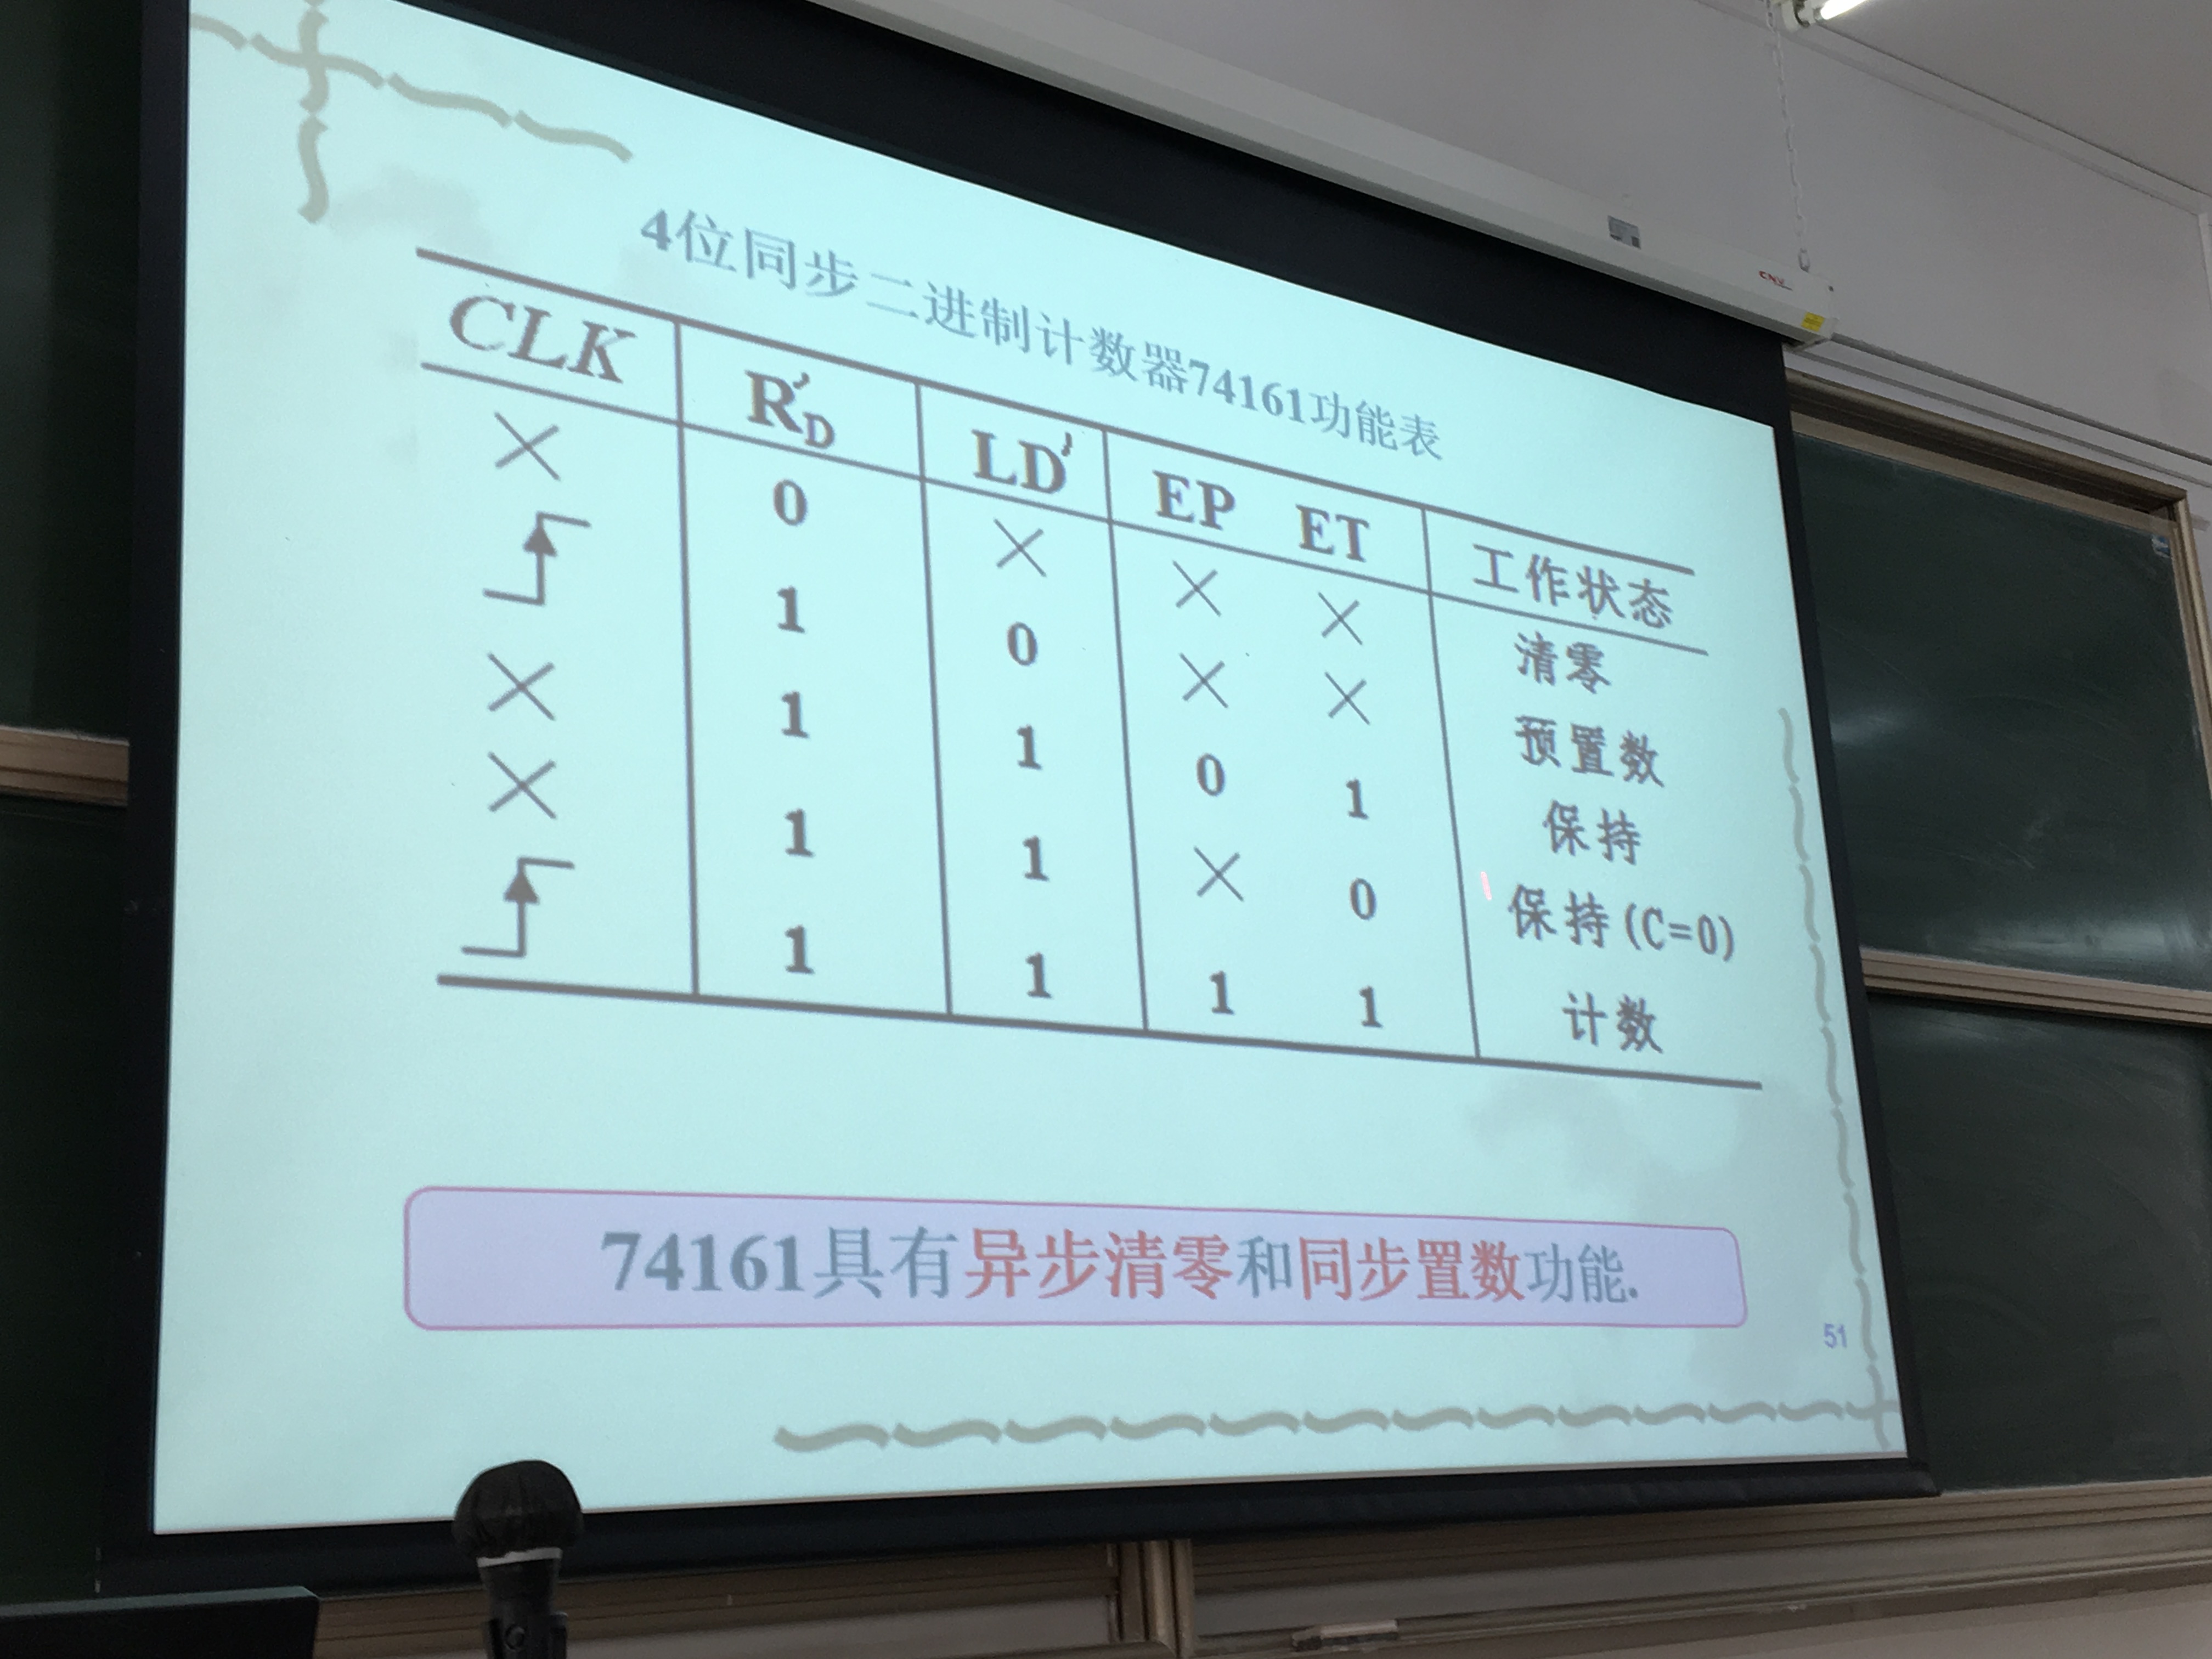 4位同步二进制计数器74161功能表
CLK R'D LD' EP ET 工作状态
× 0 × × × 清零
1 0 × × 预置数
× 1 1 0 1 保持
× 1 1 × 0 保持(C=0)
1 1 1 1 计数
74161具有异步清零和同步置数功能.
51